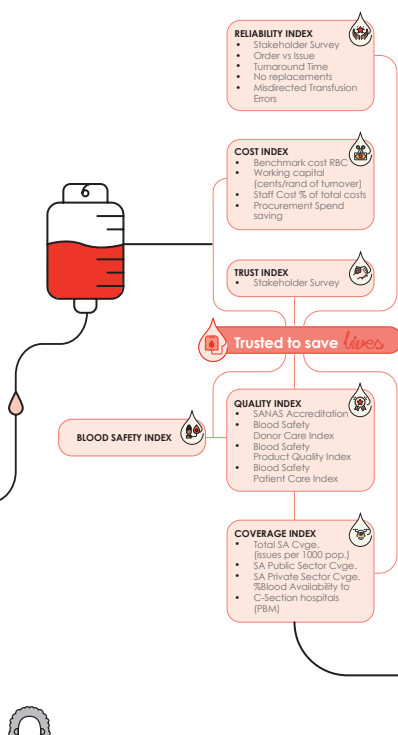 RELIABILITY INDEX
• Stakeholder Survey
• Order vs Issue
• Turnaround Time
• No replacements
• Misdirected Transfusion
Errors
COST INDEX
• Benchmark cost RBC
• Working capital
(cents/rand of turnover)
• Staff Cost % of total costs
• Procurement Spend
saving
6
TRUST INDEX
• Stakeholder Survey
Trusted to save lives
QUALITY INDEX
• SANAS Accreditation
• Blood Safety
Donor Care Index
• Blood Safety
Product Quality Index
• Blood Safety
Patient Care Index
BLOOD SAFETY INDEX
COVERAGE INDEX
• Total SA Cvge.
(issues per 1000 pop.)
• SA Public Sector Cvge.
• SA Private Sector Cvge.
%Blood Availability to
• C-Section hospitals
(PBM)